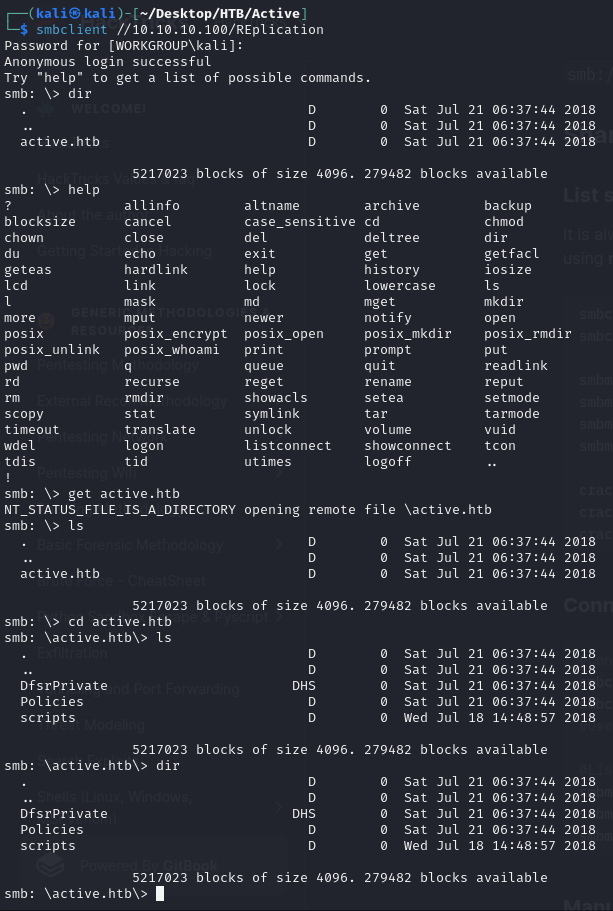 ┌──(kali㉿kali)-[~/Desktop/HTB/Active]
└─$ smbclient //10.10.10.100/REplication
Password for [WORKGROUP\kali]:
Anonymous login successful
Try "help" to get a list of possible commands.
smb: \> dir
  .                                   D        0  Sat Jul 21 06:37:44 2018
  ..                                  D        0  Sat Jul 21 06:37:44 2018
  active.htb                          D        0  Sat Jul 21 06:37:44 2018
                5217023 blocks of size 4096. 279482 blocks available
smb: \> help
?              allinfo        altname        archive        backup
blocksize      cancel         case_sensitive cd             chmod
chown          close          del            deltree        dir
du             echo           exit           get            getfacl
geteas         hardlink       help           history        iosize
lcd            link           lock           lowercase      ls
l              mask           md             mget           mkdir
more           mput           newer          notify         open
posix          posix_encrypt  posix_open     posix_mkdir    posix_rmdir
posix_unlink   posix_whoami   print          prompt         put
pwd            q              queue          quit           readlink
rd             recurse        reget          rename         reput
rm             rmdir          showacls       setea          setmode
scopy          stat           symlink        tar            tarmode
timeout        translate      unlock         volume         vuid
wdel           logon          listconnect    showconnect    tcon
tdis           tid            utimes         logoff         ..
!
smb: \> get active.htb
NT_STATUS_FILE_IS_A_DIRECTORY opening remote file \active.htb
smb: \> ls
  .                                   D        0  Sat Jul 21 06:37:44 2018
  ..                                  D        0  Sat Jul 21 06:37:44 2018
  active.htb                          D        0  Sat Jul 21 06:37:44 2018
                5217023 blocks of size 4096. 279482 blocks available
smb: \> cd active.htb
smb: \active.htb\> ls
  .                                   D        0  Sat Jul 21 06:37:44 2018
  ..                                  D        0  Sat Jul 21 06:37:44 2018
  DfsrPrivate                       DHS        0  Sat Jul 21 06:37:44 2018
  Policies                            D        0  Sat Jul 21 06:37:44 2018
  scripts                             D        0  Wed Jul 18 14:48:57 2018
                5217023 blocks of size 4096. 279482 blocks available
smb: \active.htb\> dir
  .                                   D        0  Sat Jul 21 06:37:44 2018
  ..                                  D        0  Sat Jul 21 06:37:44 2018
  DfsrPrivate                       DHS        0  Sat Jul 21 06:37:44 2018
  Policies                            D        0  Sat Jul 21 06:37:44 2018
  scripts                             D        0  Wed Jul 18 14:48:57 2018
                5217023 blocks of size 4096. 279482 blocks available
smb: \active.htb\>